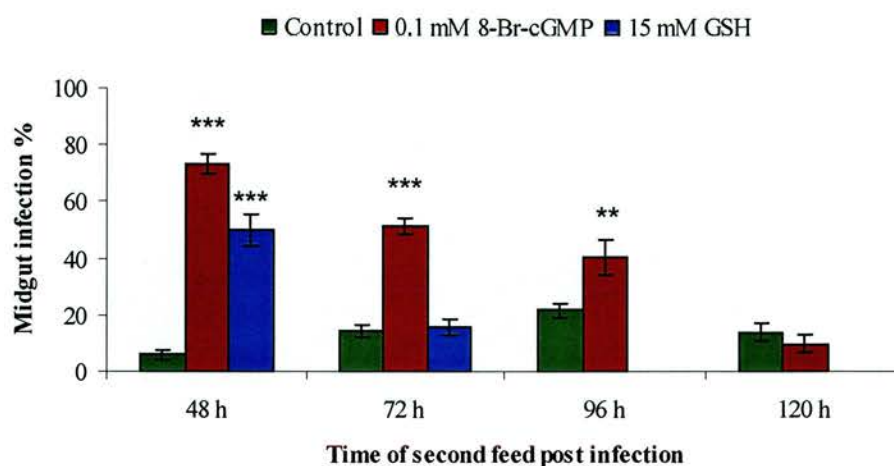 Control 0.1 mM 8-Br-cGMP 15 mM GSH
Midgut infection %
100
80
60
40
20
0
*** *** *** **
48 h 72 h 96 h 120 h
Time of second feed post infection